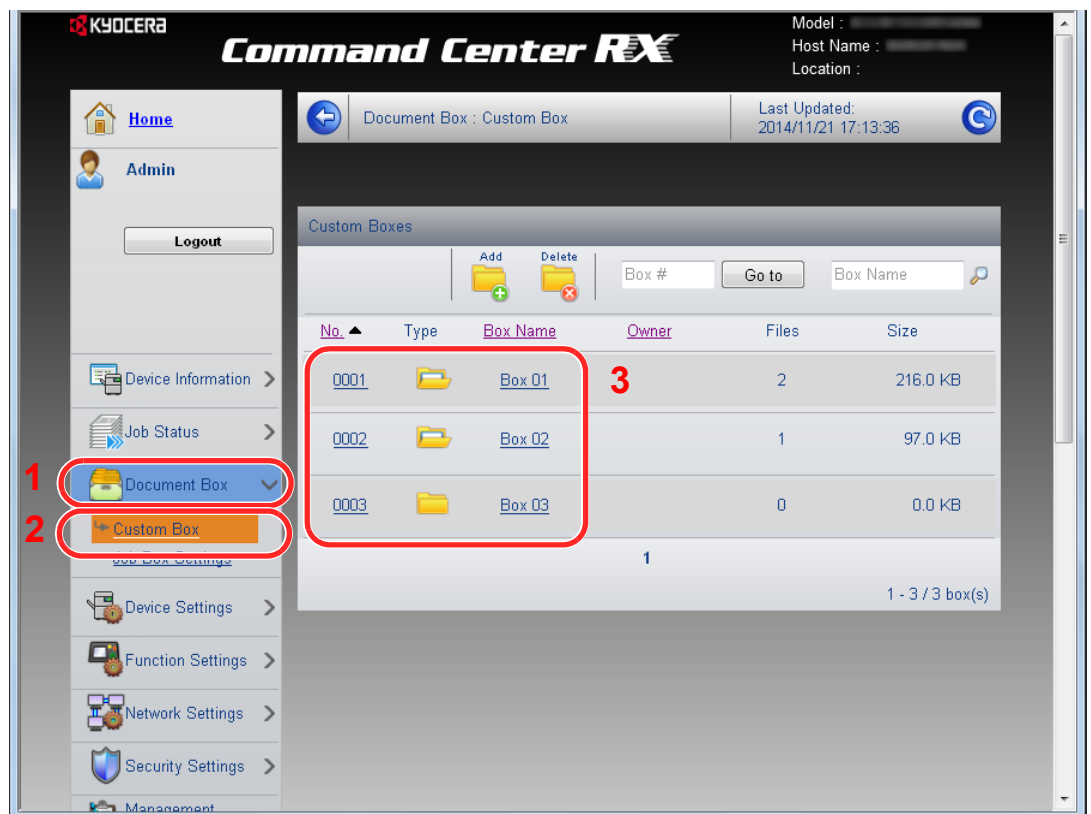 KYOCERA
Command Center RX
Model :
Host Name :
Location :
Home
Admin
Logout
Device Information
Job Status
1
Document Box
2
Custom Box
Job Box Settings
Device Settings
Function Settings
Network Settings
Security Settings
Management
Document Box : Custom Box
Last Updated:
2014/11/21 17:13:36
Custom Boxes
Add Delete
Box # Go to Box Name
No. Type Box Name Owner Files Size
0001 Box 01 3 2 216.0 KB
0002 Box 02 1 97.0 KB
0003 Box 03 0 0.0 KB
1
1 - 3 / 3 box(s)